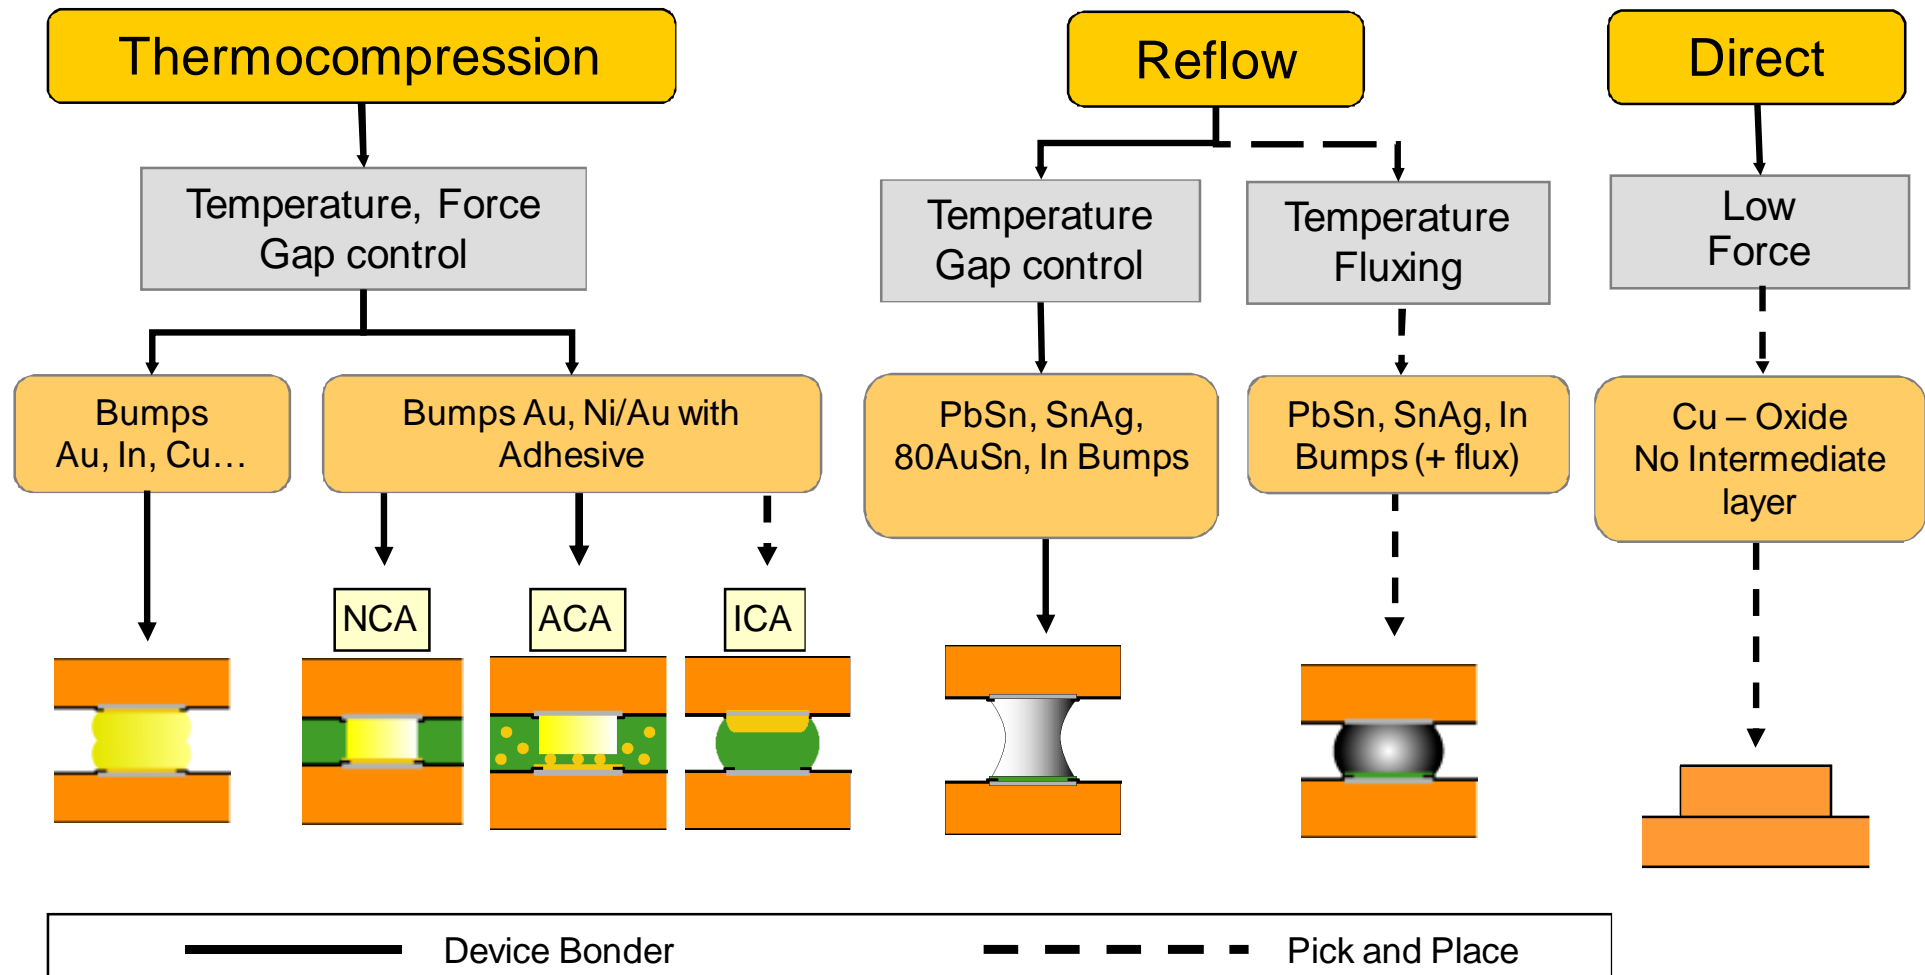 Thermocompression
Reflow
Direct
Temperature, Force
Gap control
Temperature
Gap control
Temperature
Fluxing
Low
Force
Bumps
Au, In, Cu…
Bumps Au, Ni/Au with
Adhesive
PbSn, SnAg,
80AuSn, In Bumps
PbSn, SnAg, In
Bumps (+ flux)
Cu – Oxide
No Intermediate
layer
NCA
ACA
ICA
Device Bonder
Pick and Place